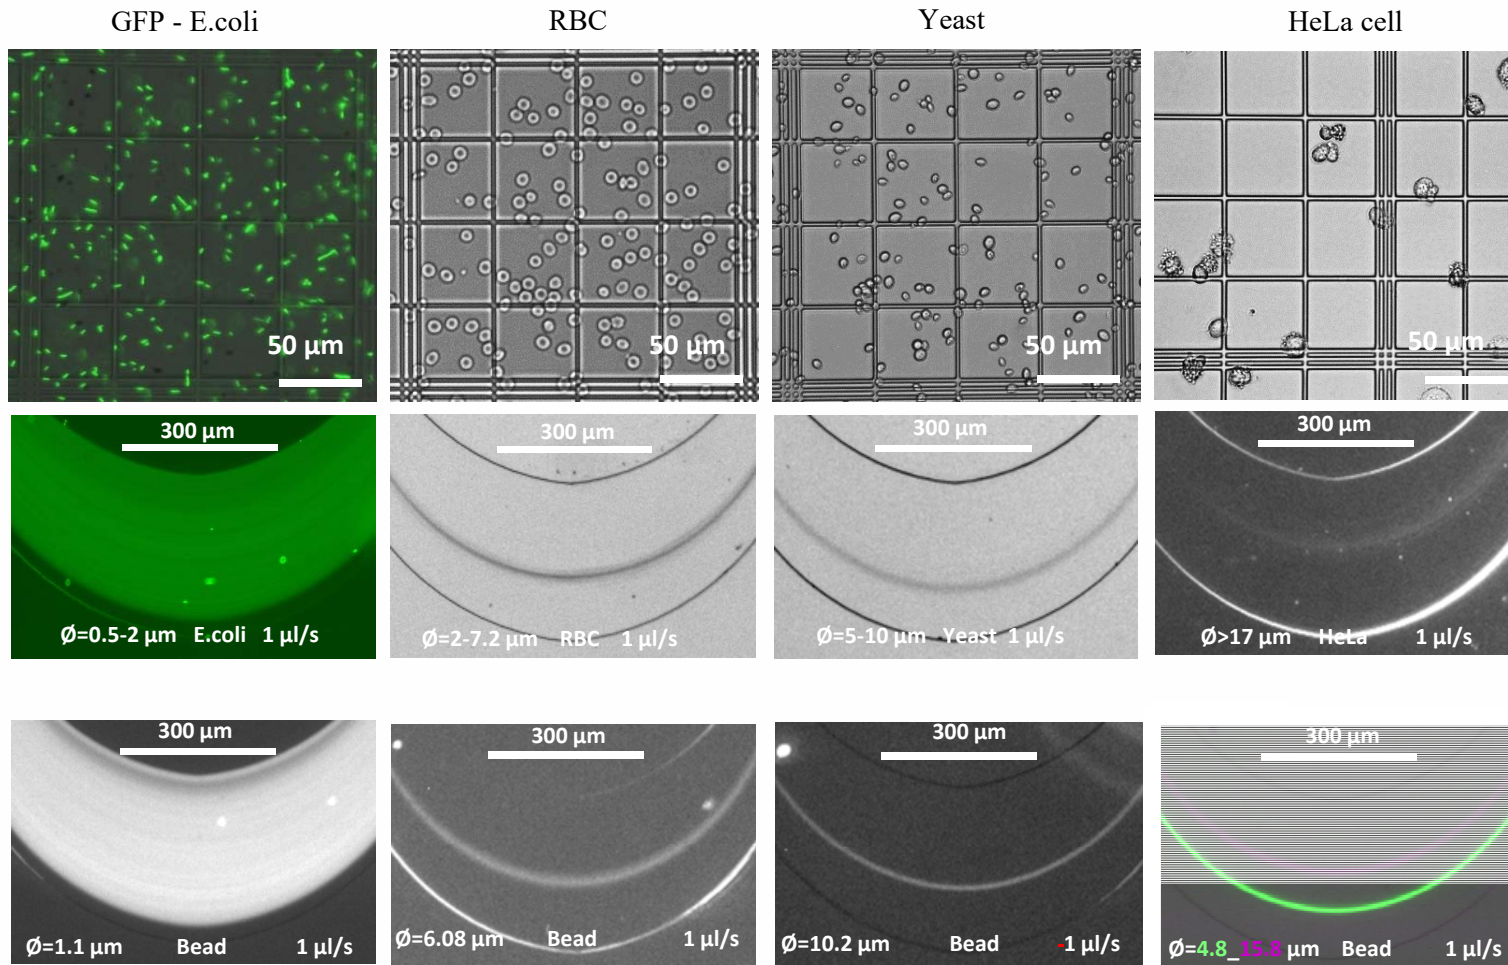 GFP - E.coli RBC Yeast HeLa cell
50 µm 50 µm 50 µm 50 µm
300 µm 300 µm 300 µm 300 µm
Ø=0.5-2 µm E.coli 1 µl/s Ø=2-7.2 µm RBC 1 µl/s Ø=5-10 µm Yeast 1 µl/s Ø>17 µm HeLa 1 µl/s
300 µm 300 µm 300 µm 300 µm
Ø=1.1 µm Bead 1 µl/s Ø=6.08 µm Bead 1 µl/s Ø=10.2 µm Bead -1 µl/s Ø=4.8_15.8 µm Bead 1 µl/s